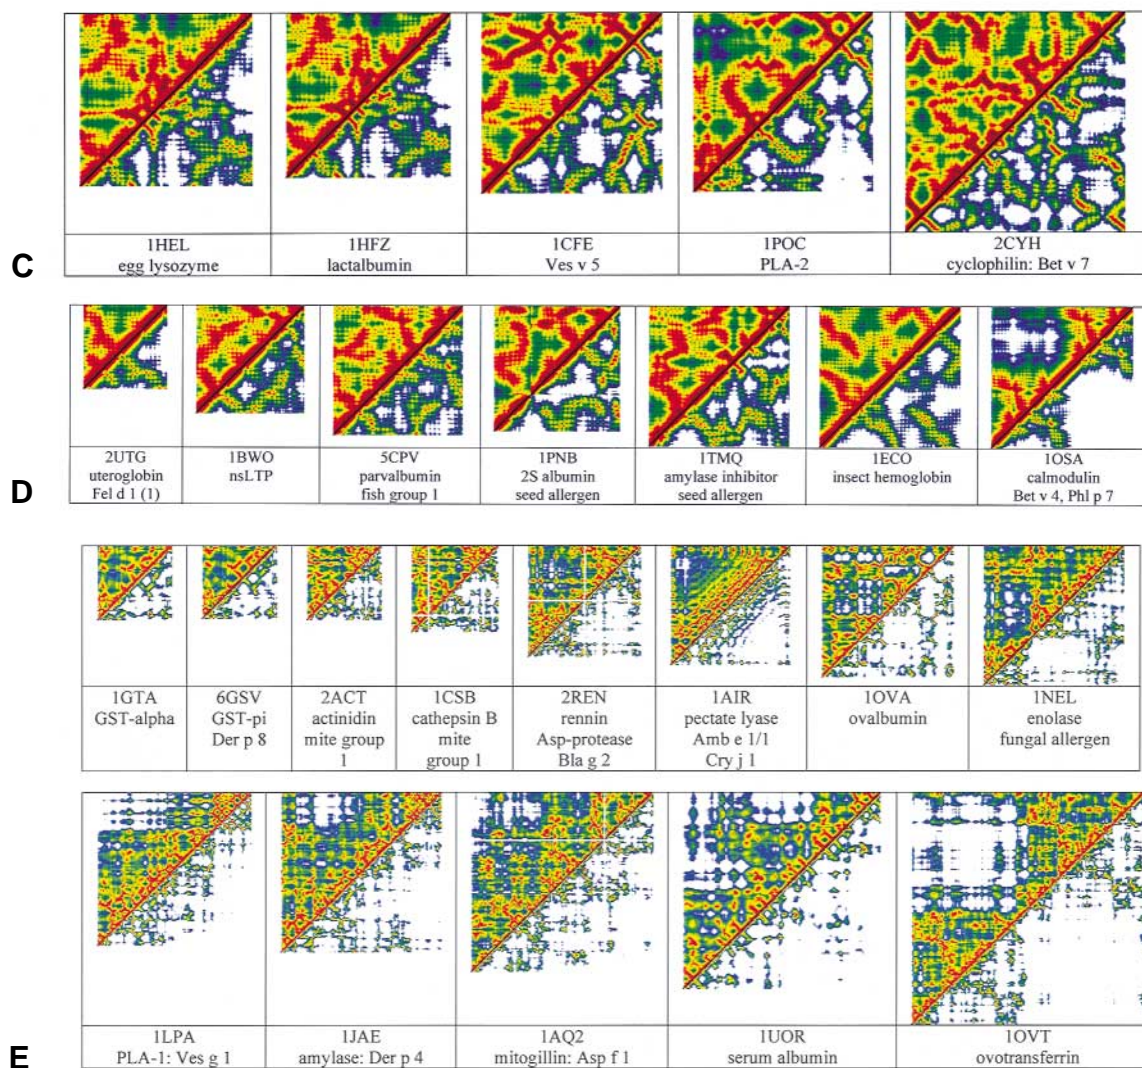 C
1HEL
egg lysozyme
1HFZ
lactalbumin
1CFE
Ves v 5
1POC
PLA-2
2CYH
cyclophilin: Bet v 7
D
2UTG
uteroglobin
Fel d 1 (1)
1BWO
nsLTP
5CPV
parvalbumin
fish group 1
1PNB
2S albumin
seed allergen
1TMQ
amylase inhibitor
seed allergen
1ECO
insect hemoglobin
1OSA
calmodulin
Bet v 4, Phl p 7
1GTA
GST-alpha
6GSV
GST-pi
Der p 8
2ACT
actinidin
mite group
1
1CSB
cathepsin B
mite
group 1
2REN
rennin
Asp-protease
Bla g 2
1AIR
pectate lyase
Amb e 1/1
Cry j 1
1OVA
ovalbumin
1NEL
enolase
fungal allergen
E
1LPA
PLA-1: Ves g 1
1JAE
amylase: Der p 4
1AQ2
mitogillin: Asp f 1
1UOR
serum albumin
1OVT
ovotransferrin